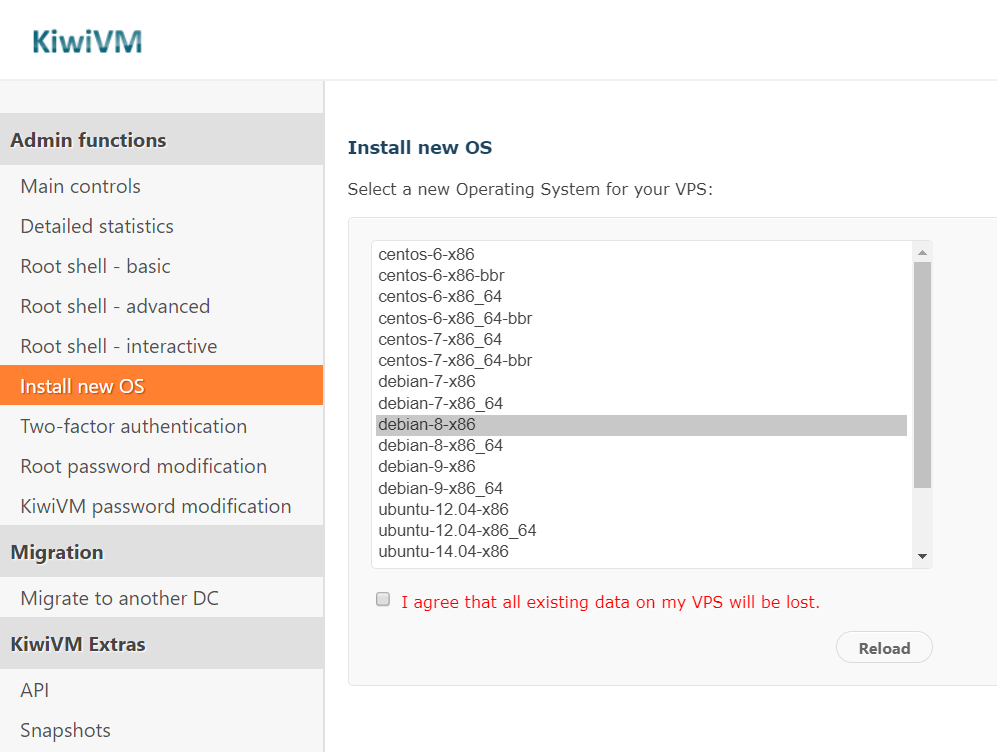 KiwiVM
Admin functions
Main controls
Detailed statistics
Root shell - basic
Root shell - advanced
Root shell - interactive
Install new OS
Two-factor authentication
Root password modification
KiwiVM password modification
Migration
Migrate to another DC
KiwiVM Extras
API
Snapshots
Install new OS
Select a new Operating System for your VPS:
centos-6-x86
centos-6-x86-bbr
centos-6-x86_64
centos-6-x86_64-bbr
centos-7-x86_64
centos-7-x86_64-bbr
debian-7-x86
debian-7-x86_64
debian-8-x86
debian-8-x86_64
debian-9-x86
debian-9-x86_64
ubuntu-12.04-x86
ubuntu-12.04-x86_64
ubuntu-14.04-x86
I agree that all existing data on my VPS will be lost.
Reload